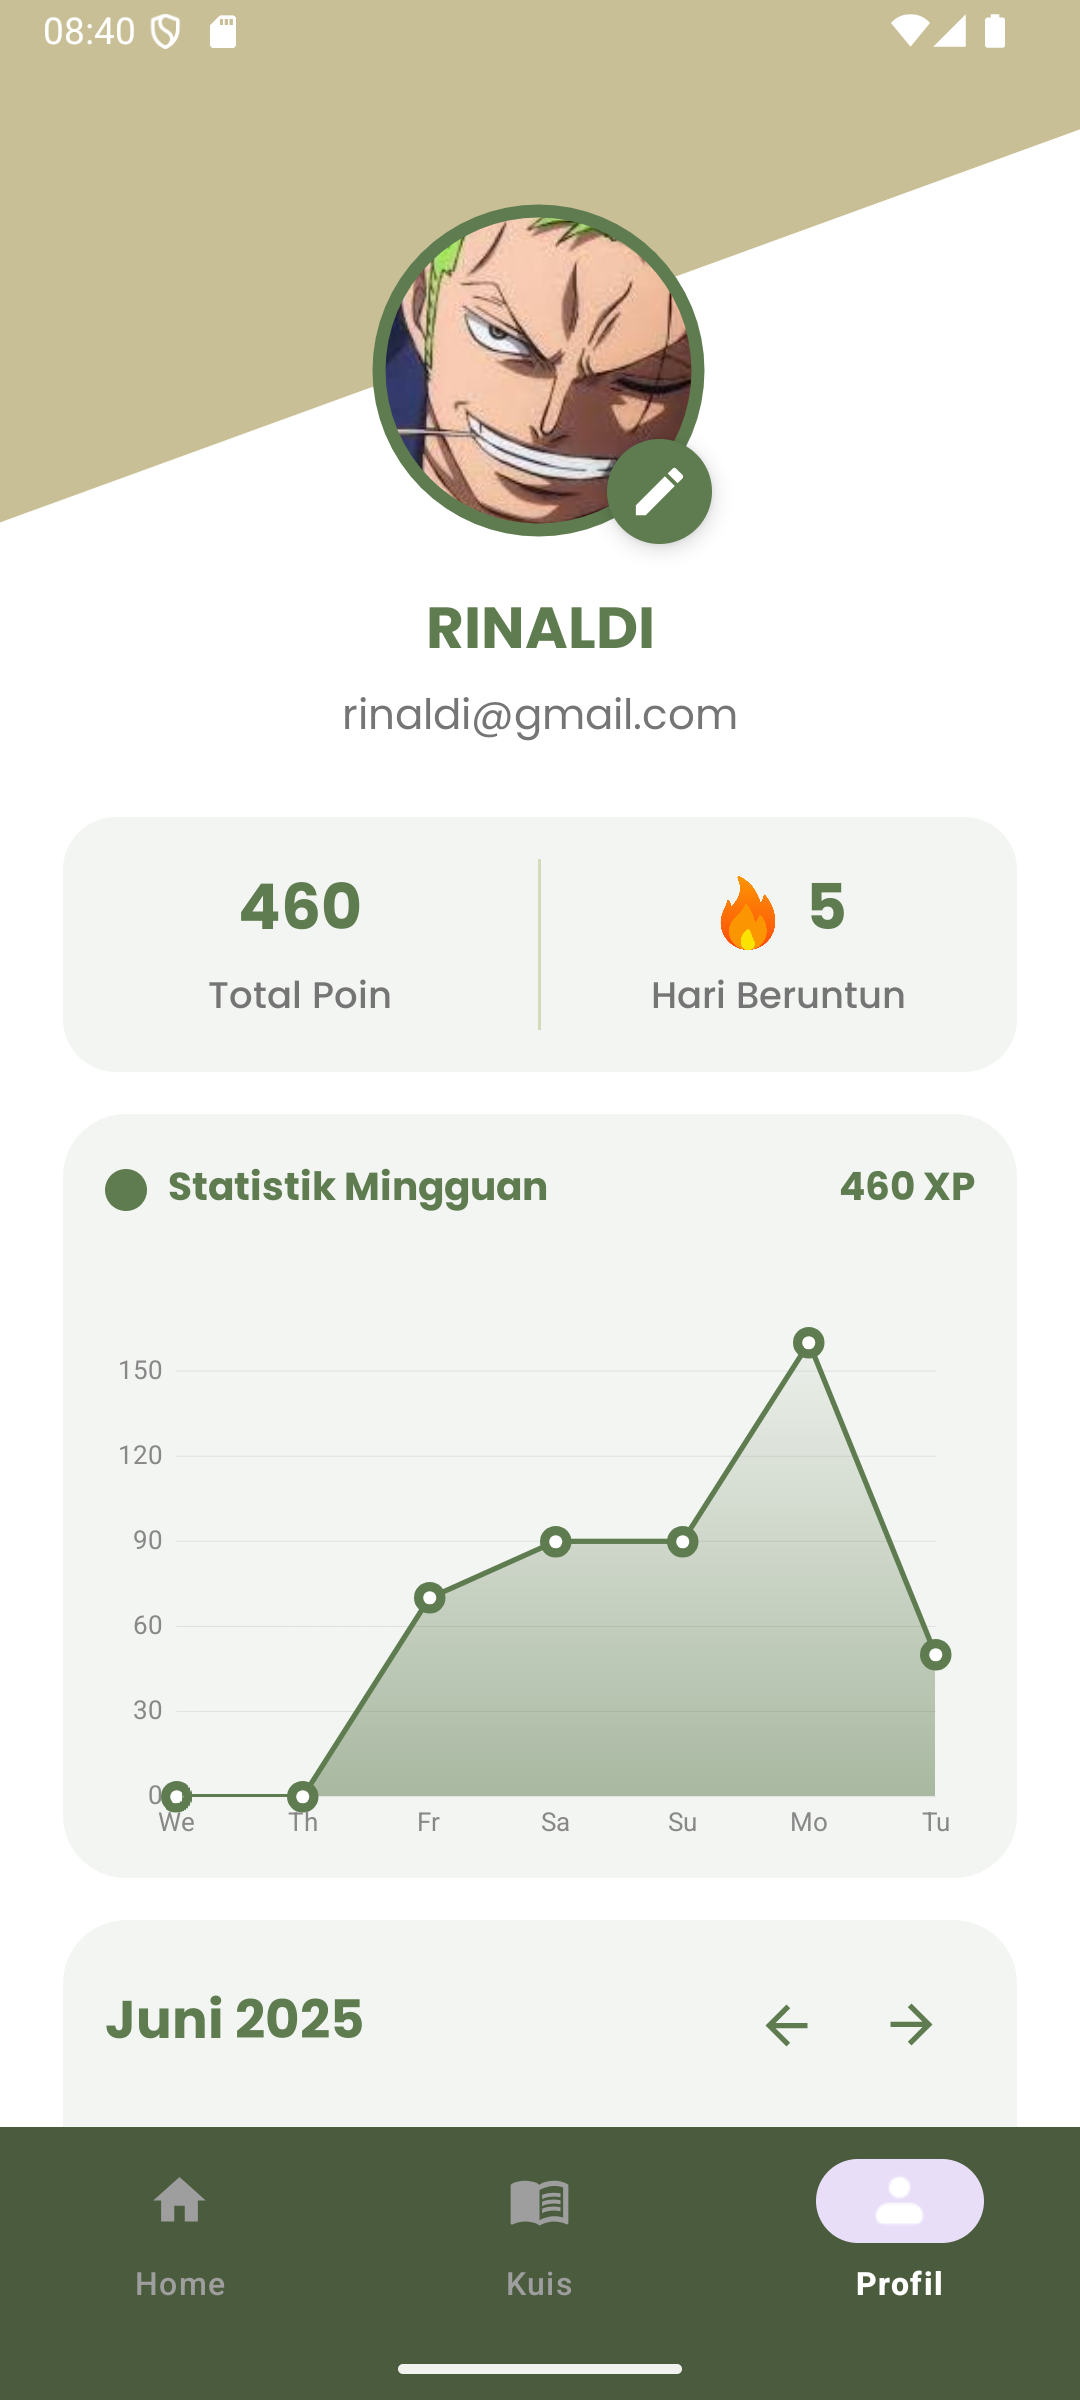 08:40
RINALDI
rinaldi@gmail.com
460
5
Total Poin
Hari Beruntun
Statistik Mingguan
460 XP
150
120
90
60
30
0
We Th Fr Sa Su Mo Tu
Juni 2025
Home
Kuis
Profil